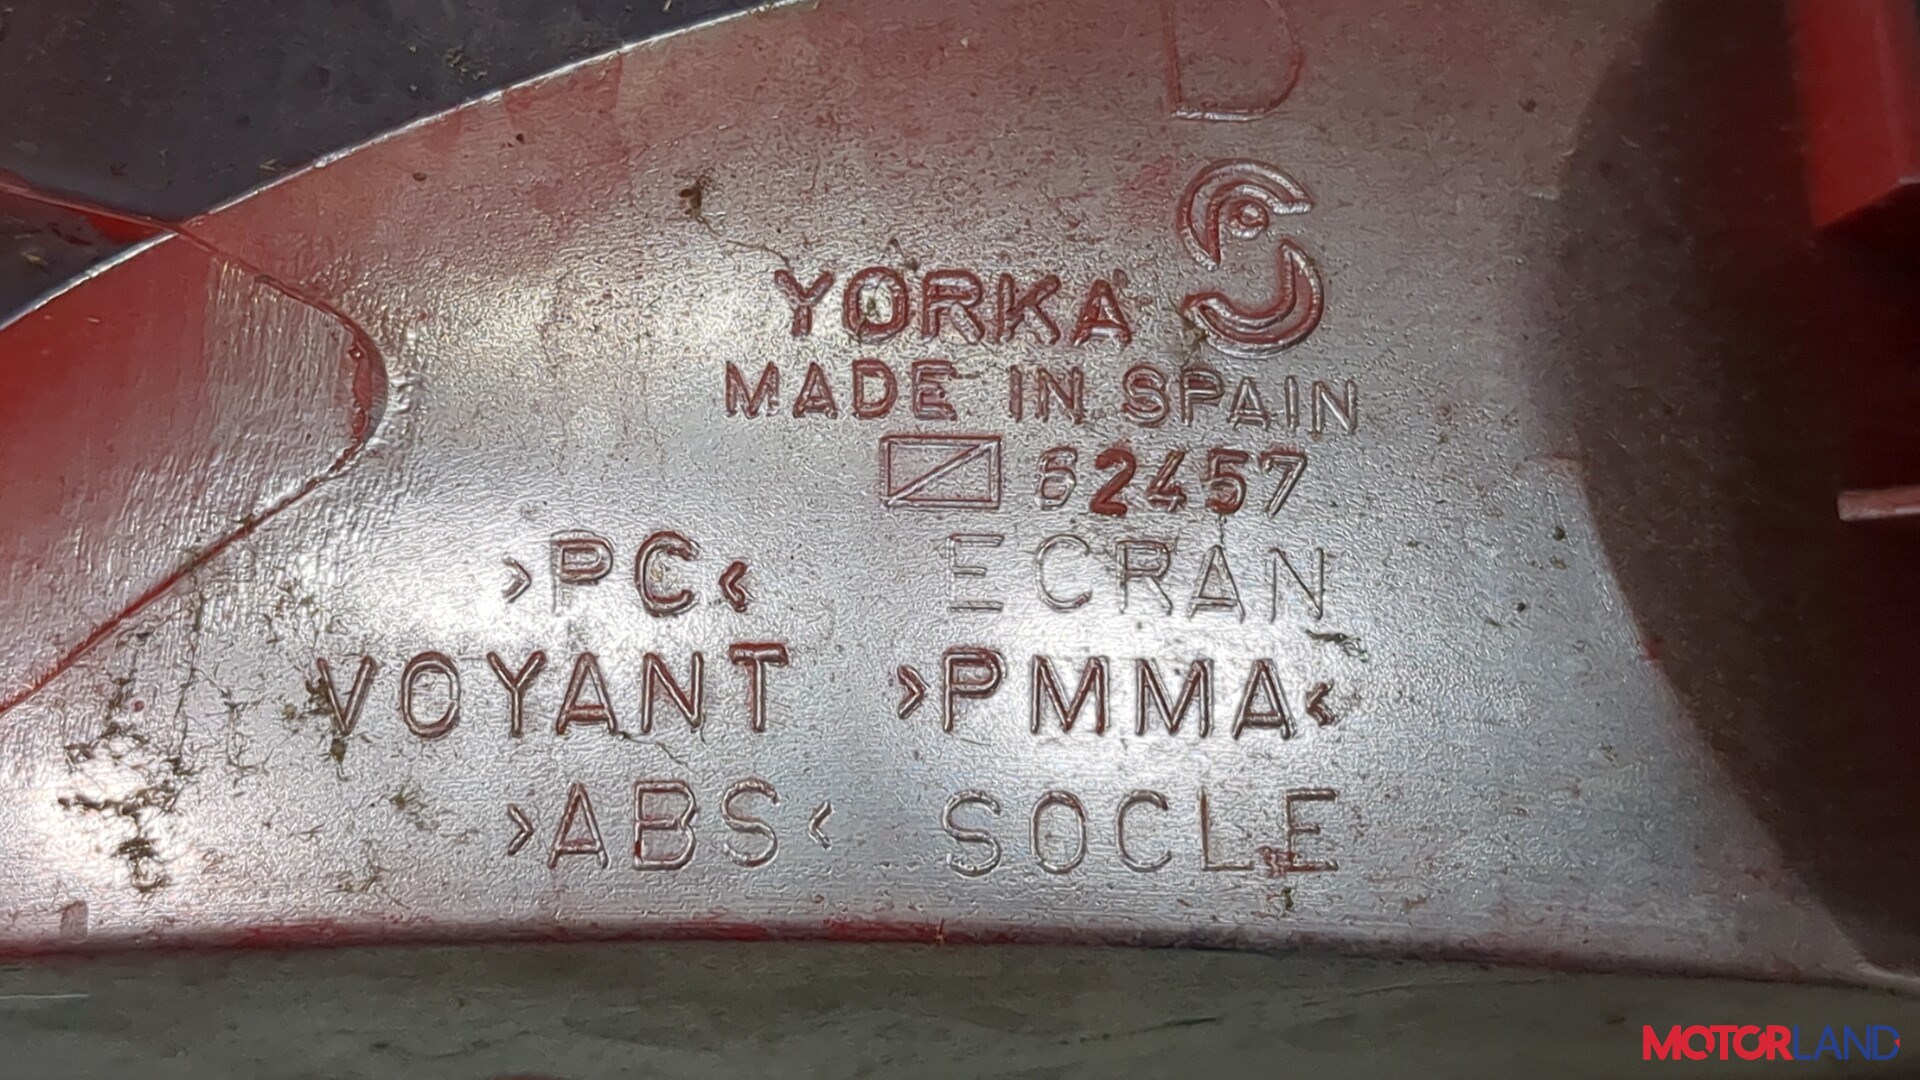 D
YORKA
MADE IN SPAIN
62457
>PC< ECRAN
VOYANT >PMMA<
>ABS< SOCLE
MOTORLAND